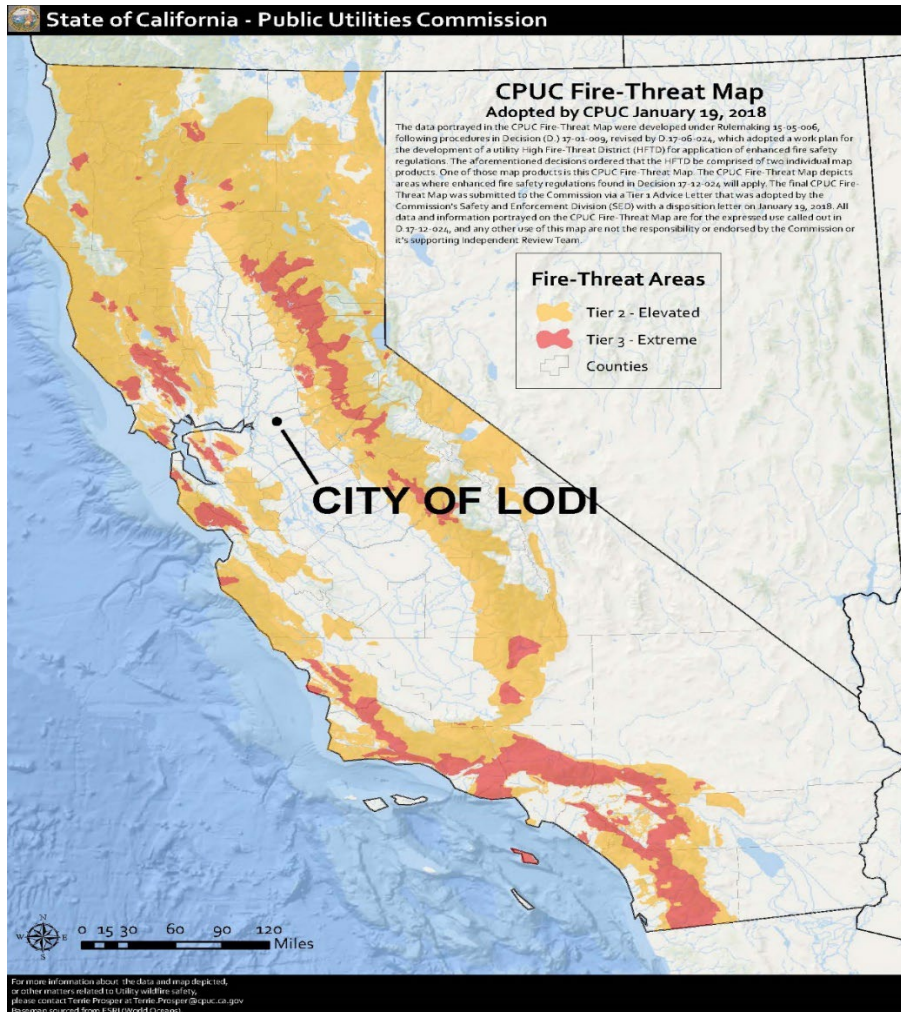 State of California - Public Utilities Commission
CPUC Fire-Threat Map
Adopted by CPUC January 19, 2018
The data portrayed in the CPUC Fire-Threat Map were developed under Rulemaking 15-05-006,
following procedures in Decision (D.) 17-01-009, revised by D.17-06-024, which adopted a work plan for
the development of a utility High Fire-Threat District (HFTD) for application of enhanced fire safety
regulations. The aforementioned decisions ordered that the HFTD be comprised of two individual map
products. One of those map products is this CPUC Fire-Threat Map. The CPUC Fire-Threat Map depicts
areas where enhanced fire safety regulations found in Decision 17-12-024 will apply. The final CPUC Fire-
Threat Map was submitted to the Commission via a Tier 1 Advice Letter that was adopted by the
Commission's Safety and Enforcement Division (SED) with a disposition letter on January 19, 2018. All
data and information portrayed on the CPUC Fire-Threat Map are for the expressed use called out in
D.17-12-024, and any other use of this map are not the responsibility or endorsed by the Commission or
it's supporting Independent Review Team.
Fire-Threat Areas
Tier 2 - Elevated
Tier 3 - Extreme
Counties
CITY OF LODI
N
W E
S
0 15 30 60 90 120
Miles
For more information about the data and map depicted,
or other matters related to Utility wildfire safety,
please contact Terrie Prosper at Terrie.Prosper@cpuc.ca.gov
Basemap sourced from ESRI (World Oceans)